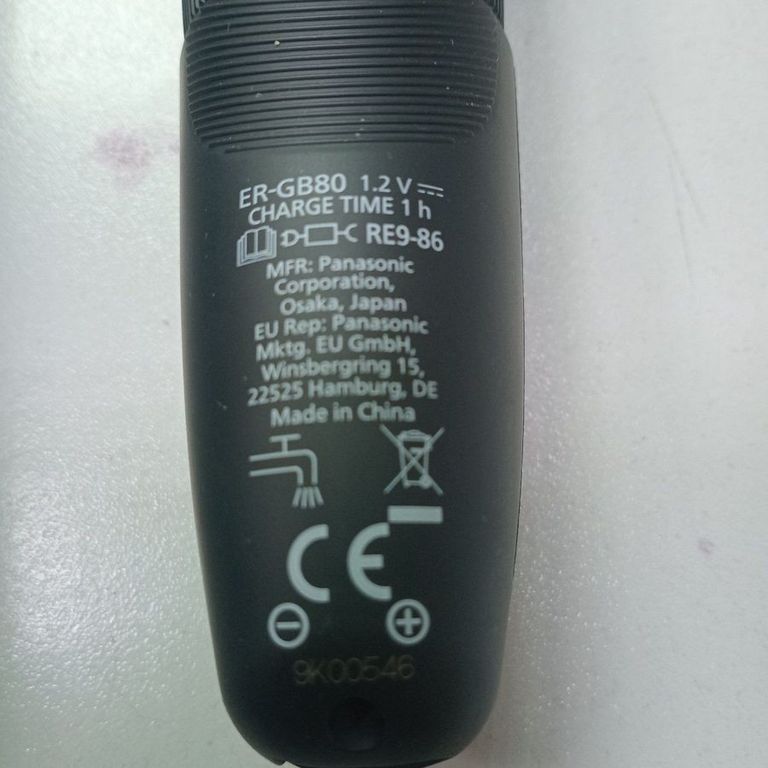 ER-GB80 1.2 V
CHARGE TIME 1 h
RE9-86
MFR: Panasonic
Corporation,
Osaka, Japan
EU Rep: Panasonic
Mktg. EU GmbH,
Winsbergring 15,
22525 Hamburg, DE
Made in China
CE
9K00546